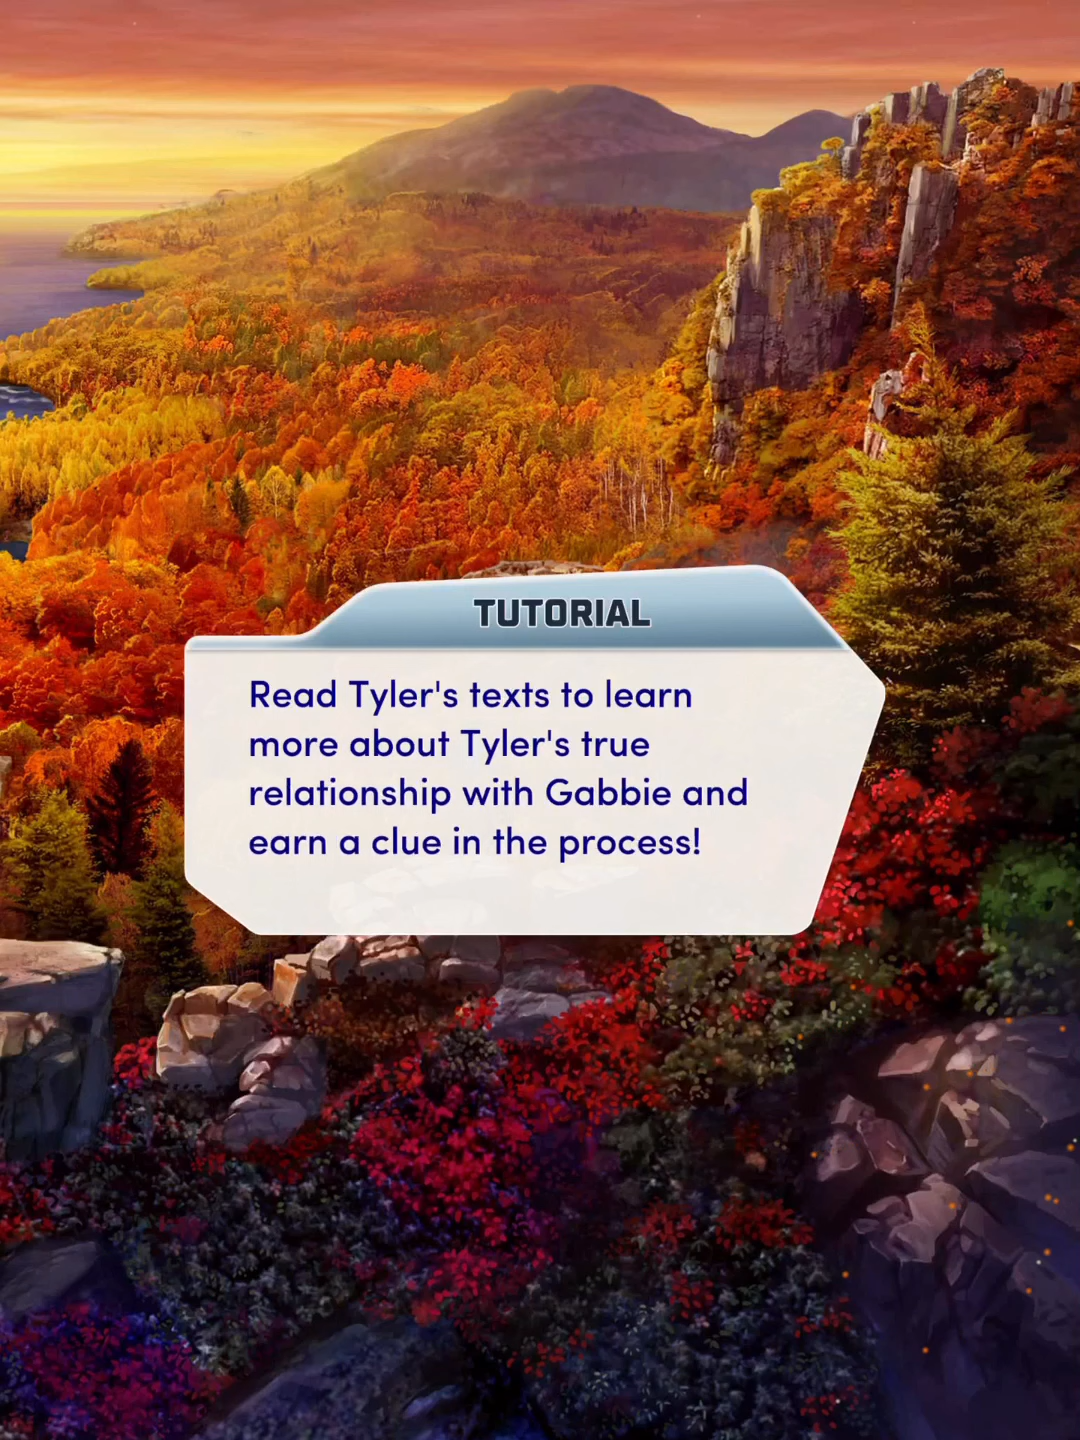 TUTORIAL
Read Tyler's texts to learn
more about Tyler's true
relationship with Gabbie and
earn a clue in the process!